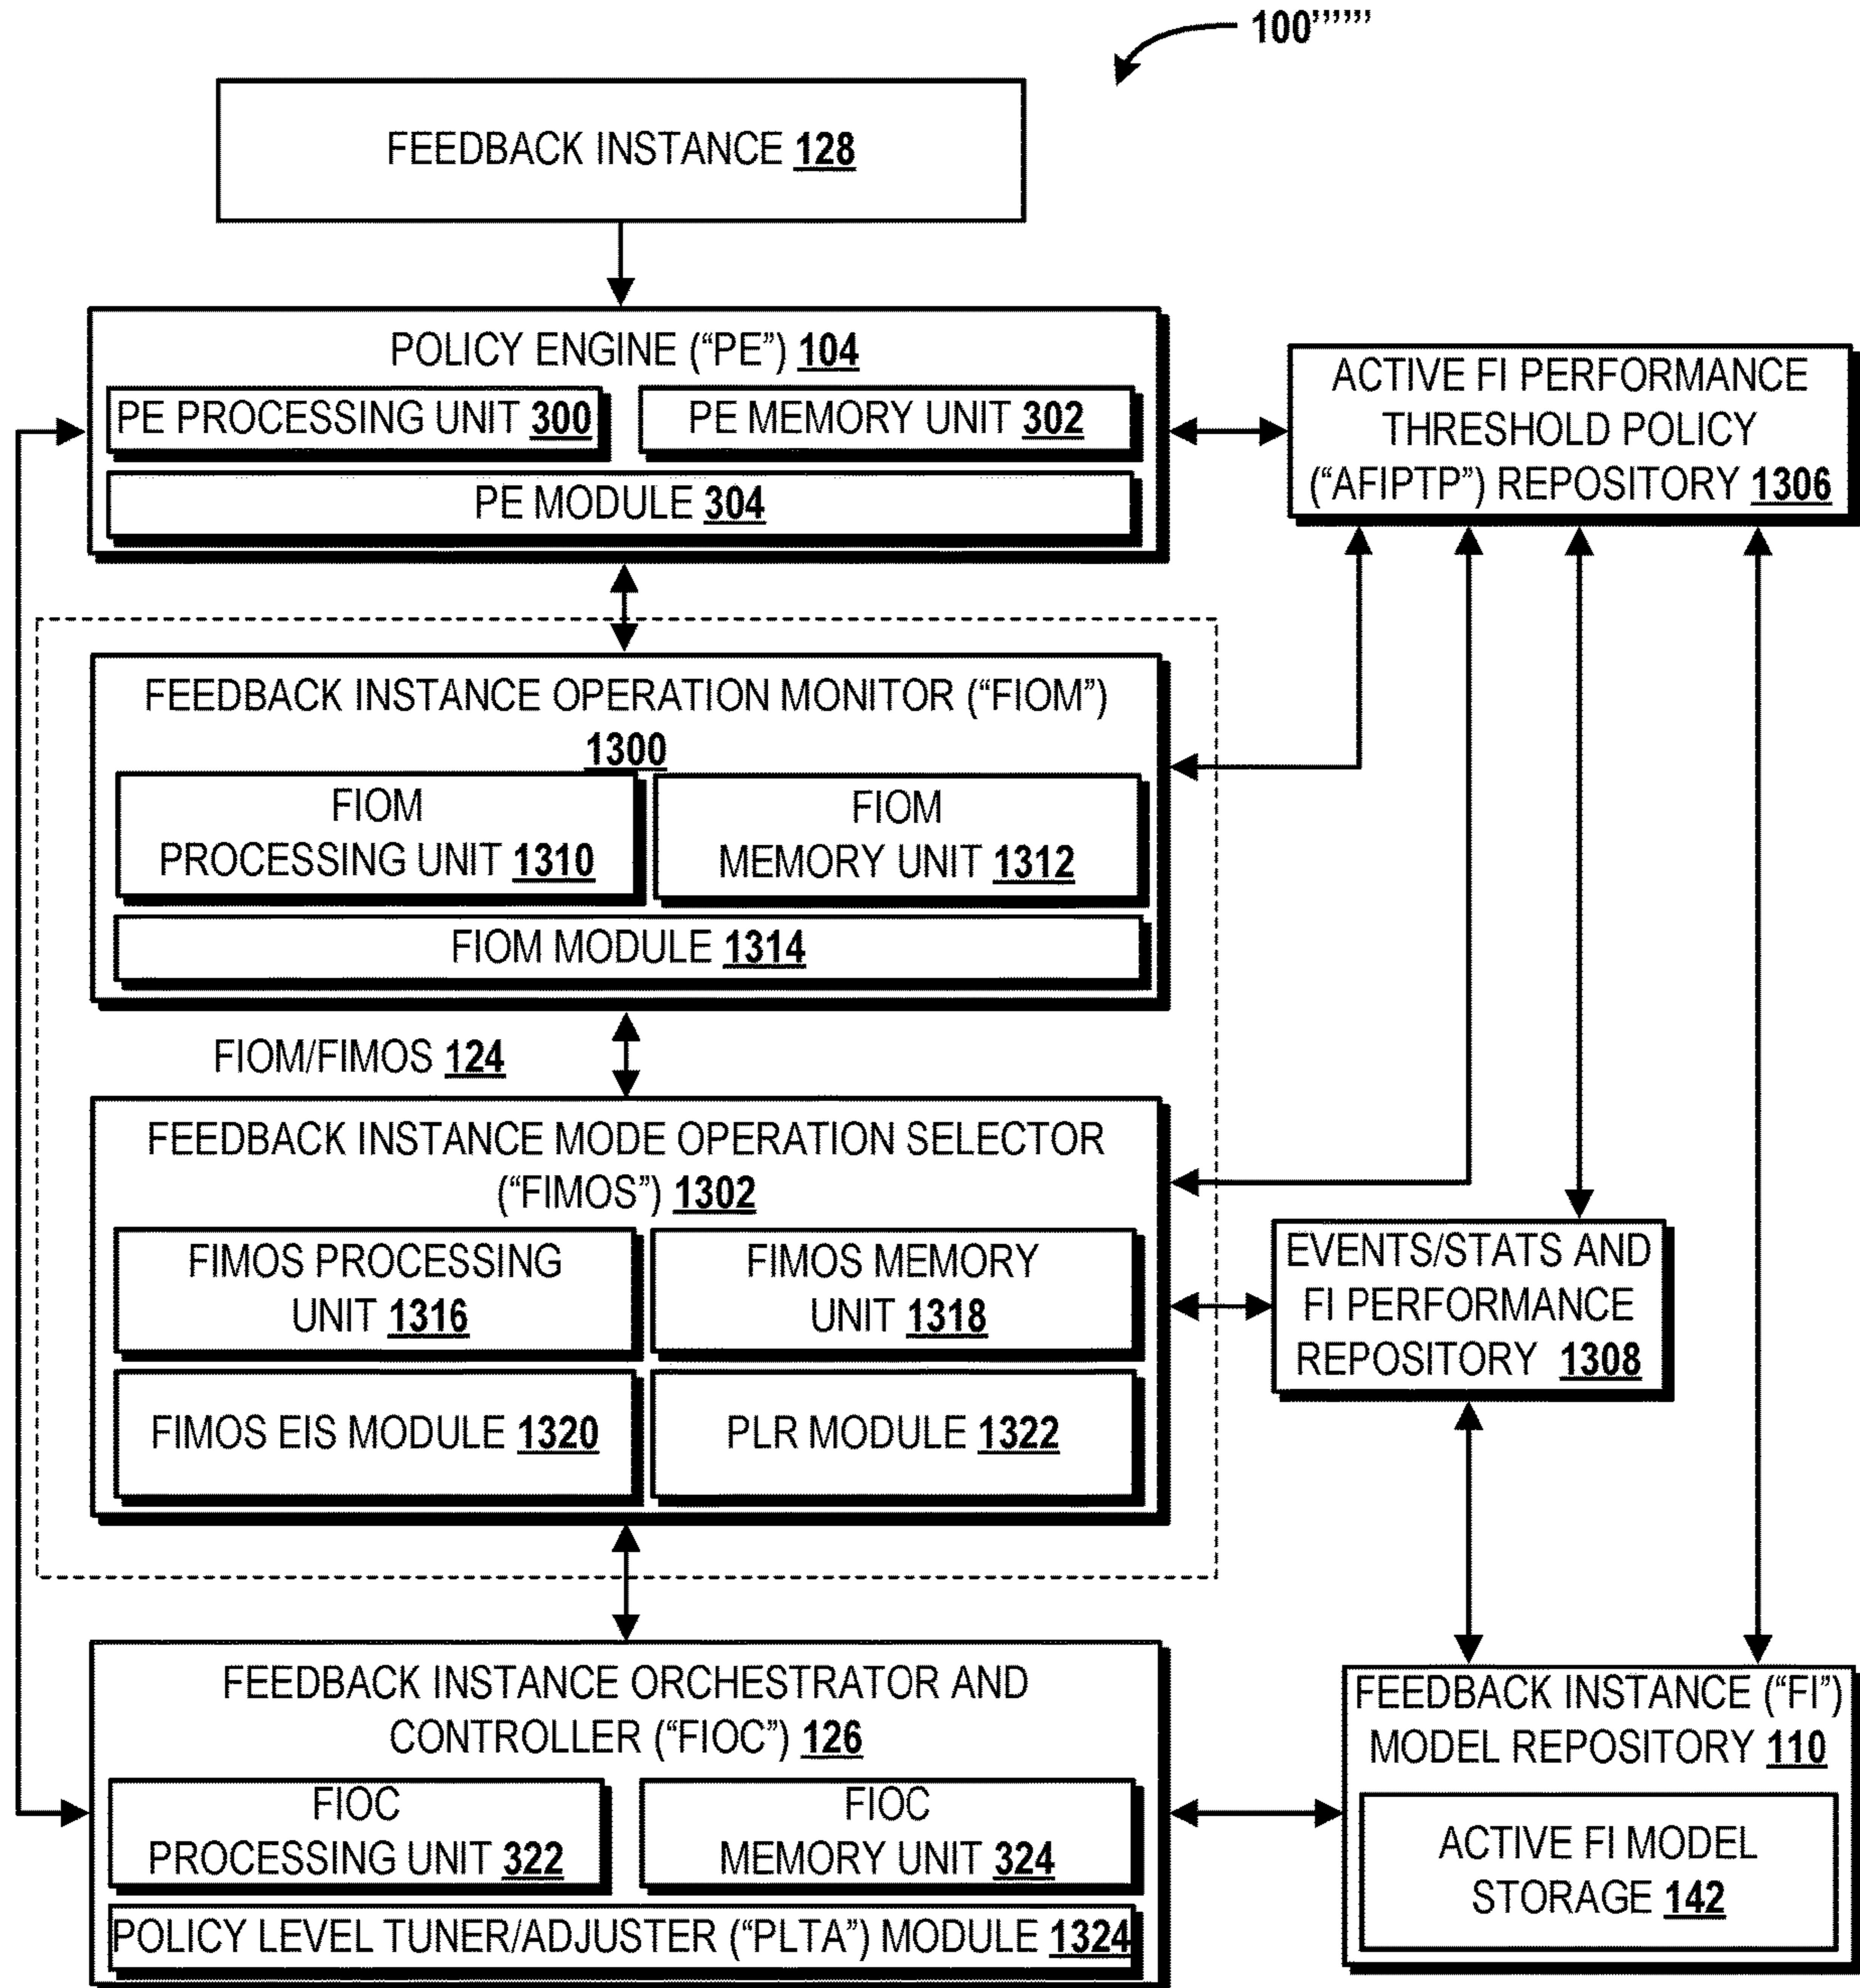 100''''''
FEEDBACK INSTANCE 128
POLICY ENGINE (“PE”) 104
PE PROCESSING UNIT 300
PE MEMORY UNIT 302
PE MODULE 304
ACTIVE FI PERFORMANCE
THRESHOLD POLICY
(“AFIPTP”) REPOSITORY 1306
FEEDBACK INSTANCE OPERATION MONITOR (“FIOM”)
1300
FIOM
PROCESSING UNIT 1310
FIOM
MEMORY UNIT 1312
FIOM MODULE 1314
FIOM/FIMOS 124
FEEDBACK INSTANCE MODE OPERATION SELECTOR
(“FIMOS”) 1302
FIMOS PROCESSING
UNIT 1316
FIMOS MEMORY
UNIT 1318
FIMOS EIS MODULE 1320
PLR MODULE 1322
EVENTS/STATS AND
FI PERFORMANCE
REPOSITORY 1308
FEEDBACK INSTANCE ORCHESTRATOR AND
CONTROLLER (“FIOC”) 126
FIOC
PROCESSING UNIT 322
FIOC
MEMORY UNIT 324
POLICY LEVEL TUNER/ADJUSTER (“PLTA”) MODULE 1324
FEEDBACK INSTANCE (“FI”)
MODEL REPOSITORY 110
ACTIVE FI MODEL
STORAGE 142